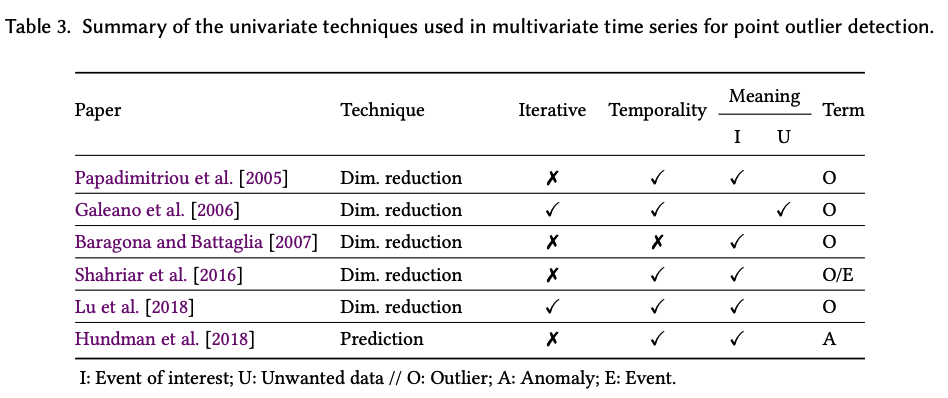 Table 3. Summary of the univariate techniques used in multivariate time series for point outlier detection.
Paper Technique Iterative Temporality Meaning Term
I U
Papadimitriou et al. [2005] Dim. reduction ✗ ✓ ✓ O
Galeano et al. [2006] Dim. reduction ✓ ✓ ✓ O
Baragona and Battaglia [2007] Dim. reduction ✗ ✗ ✓ O
Shahriar et al. [2016] Dim. reduction ✗ ✓ ✓ O/E
Lu et al. [2018] Dim. reduction ✓ ✓ ✓ O
Hundman et al. [2018] Prediction ✗ ✓ ✓ A
I: Event of interest; U: Unwanted data // O: Outlier; A: Anomaly; E: Event.